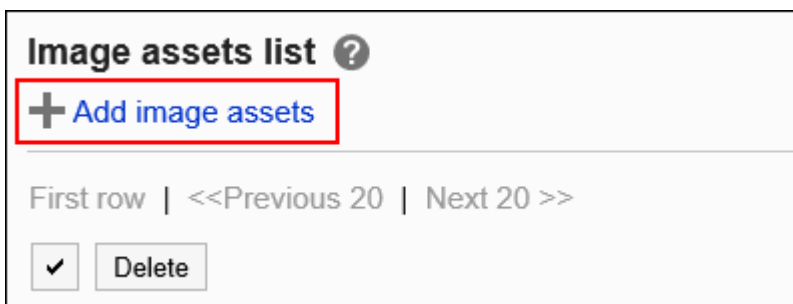 Image assets list ?
Add image assets
First row | <<Previous 20 | Next 20 >>
Delete